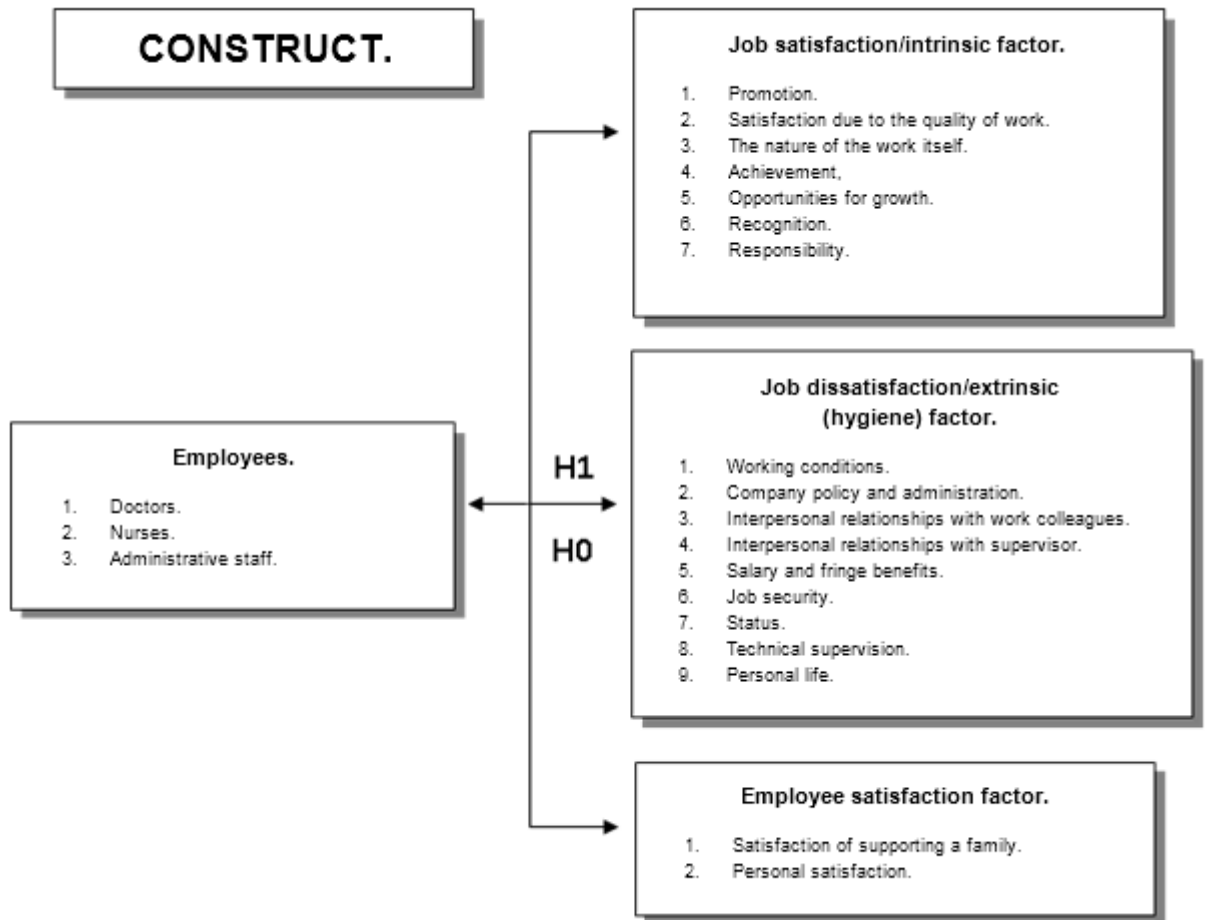 CONSTRUCT.
Job satisfaction/intrinsic factor.
1. Promotion.
2. Satisfaction due to the quality of work.
3. The nature of the work itself.
4. Achievement,
5. Opportunities for growth.
6. Recognition.
7. Responsibility.
Employees.
1. Doctors.
2. Nurses.
3. Administrative staff.
H1
H0
Job dissatisfaction/extrinsic
(hygiene) factor.
1. Working conditions.
2. Company policy and administration.
3. Interpersonal relationships with work colleagues.
4. Interpersonal relationships with supervisor.
5. Salary and fringe benefits.
6. Job security.
7. Status.
8. Technical supervision.
9. Personal life.
Employee satisfaction factor.
1. Satisfaction of supporting a family.
2. Personal satisfaction.